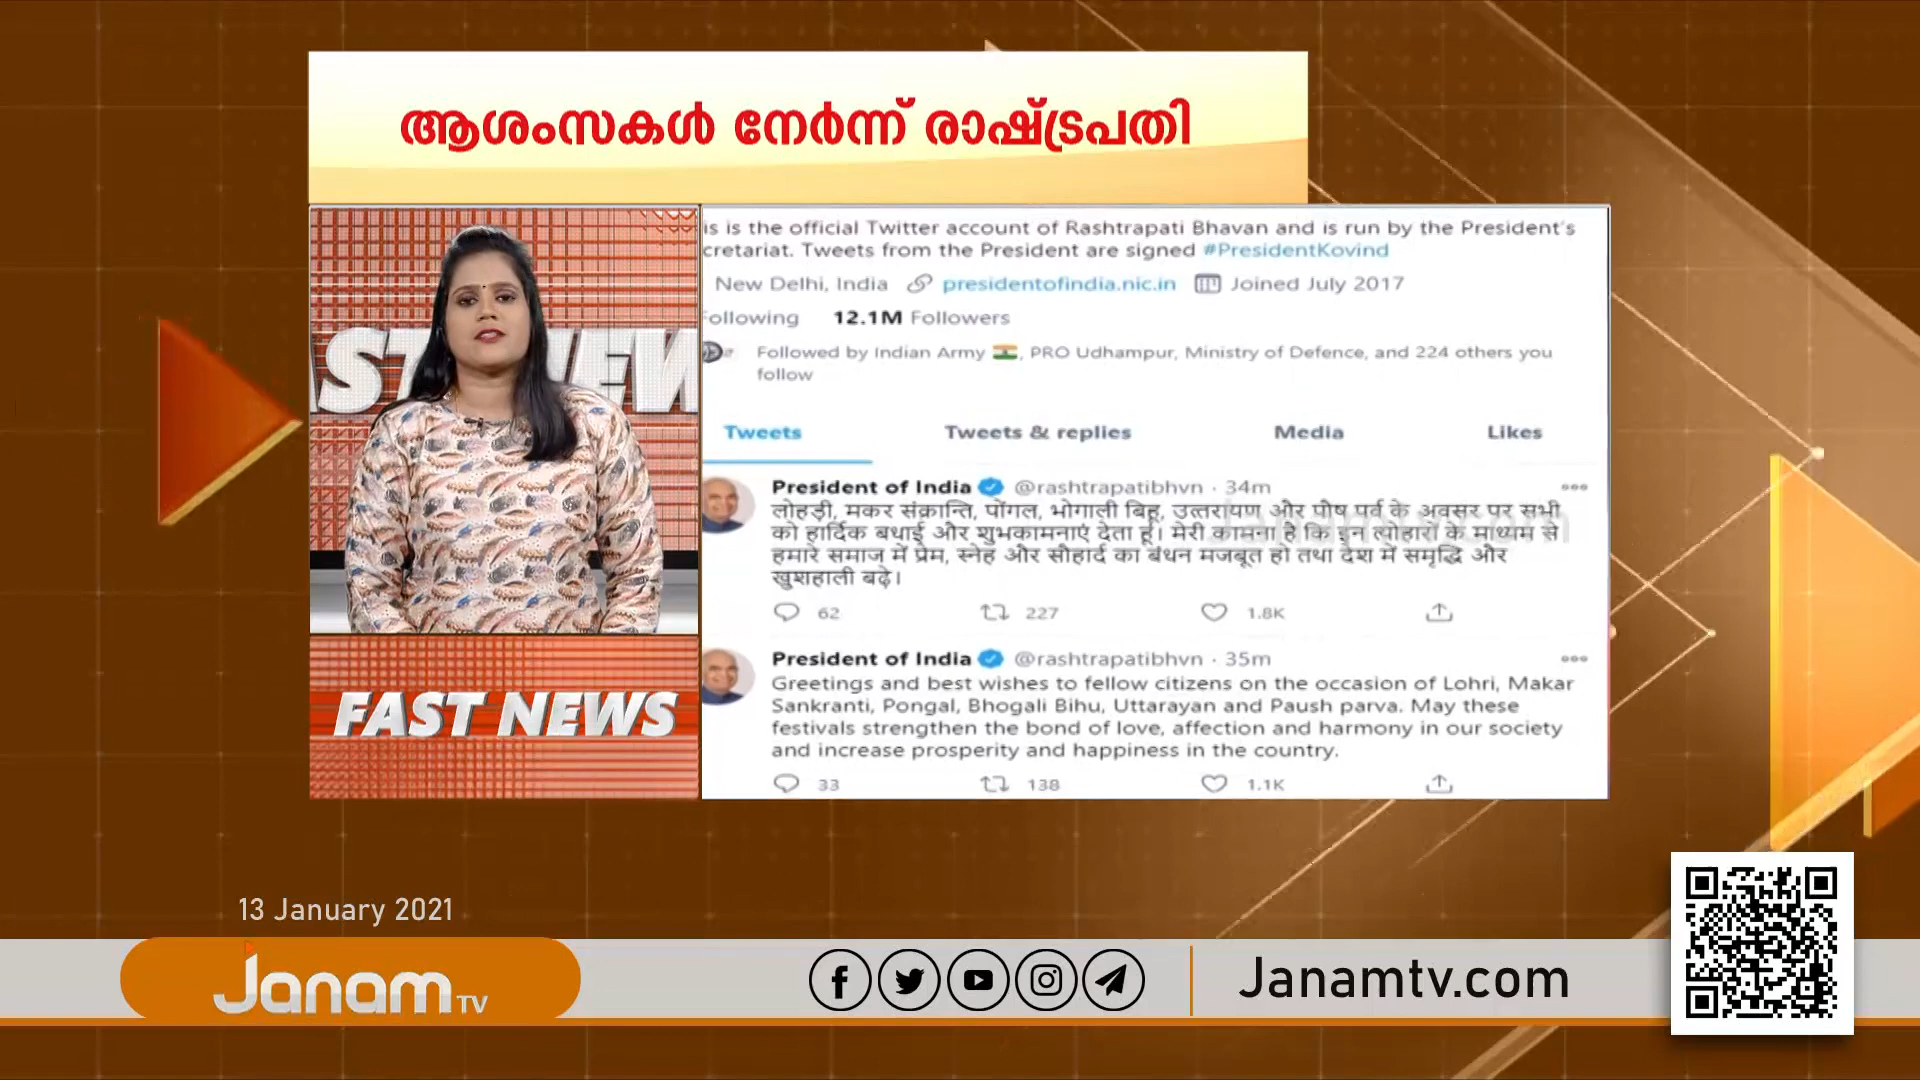 ആശംസകൾ നേർന്ന് രാഷ്ട്രപതി
is is the official Twitter account of Rashtrapati Bhavan and is run by the President's
cretariat. Tweets from the President are signed #PresidentKovind
New Delhi, India presidentofindia.nic.in Joined July 2017
ollowing 12.1M Followers
Followed by Indian Army, PRO Udhampur, Ministry of Defence, and 224 others you
follow
Tweets Tweets & replies Media Likes
President of India @rashtrapatibhvn · 34m
लोहड़ी, मकर संक्रान्ति, पोंगल, भोगाली बिहू, उत्तरायण और पौष पर्व के अवसर पर सभी
को हार्दिक बधाई और शुभकामनाएं देता हूं। मेरी कामना है कि इन त्योहारों के माध्यम से
हमारे समाज में प्रेम, स्नेह और सौहार्द का बंधन मजबूत हो तथा देश में समृद्धि और
खुशहाली बढ़े।
62 227 1.8K
President of India @rashtrapatibhvn · 35m
Greetings and best wishes to fellow citizens on the occasion of Lohri, Makar
Sankranti, Pongal, Bhogali Bihu, Uttarayan and Paush parva. May these
festivals strengthen the bond of love, affection and harmony in our society
and increase prosperity and happiness in the country.
33 138 1.1K
Janamtv.com
AST NEW
FAST NEWS
13 January 2021
Janam TV
Janamtv.com